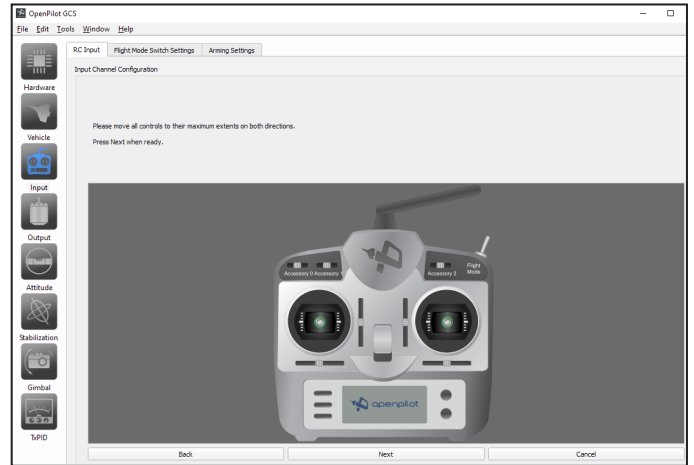 OpenPilot GCS
File Edit Tools Window Help
RC Input Flight Mode Switch Settings Arming Settings
Input Channel Configuration
Hardware
Please move all controls to their maximum extents on both directions.
Press Next when ready.
Vehicle
Input
Output
Attitude
Stabilization
Gimbal
TxPID
Accessory 0 Accessory 1
Accessory 2
Flight
Mode
openpilot
Back Next Cancel